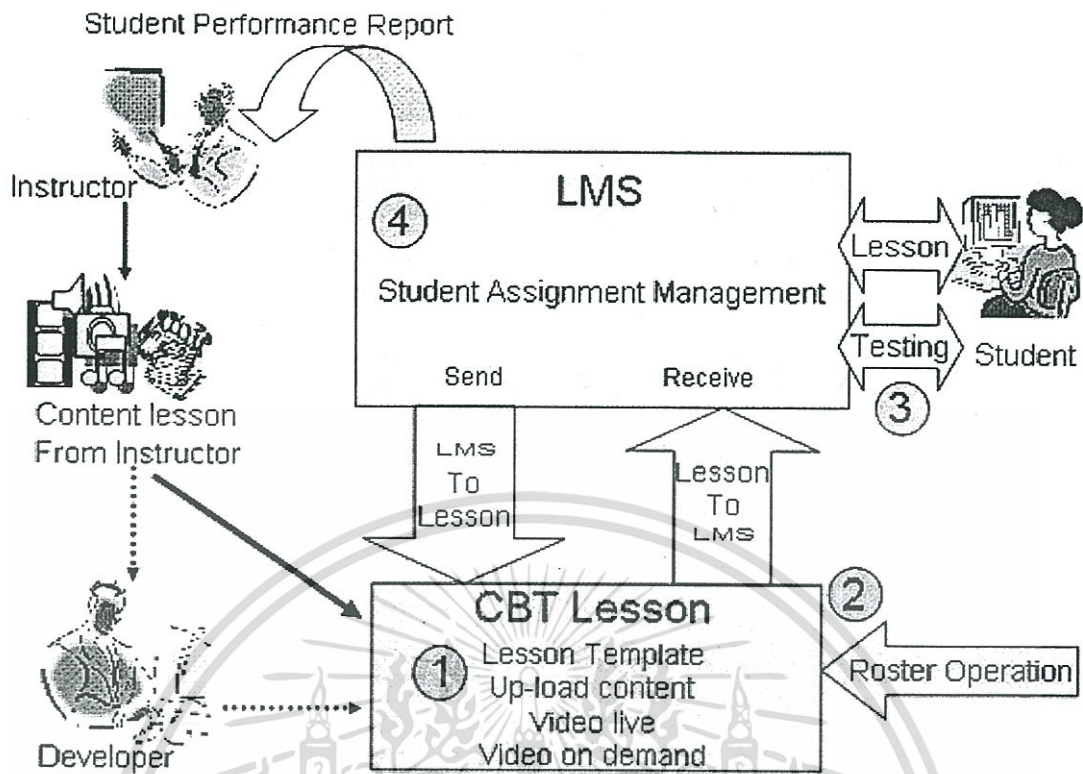 Student Performance Report
Instructor
LMS
4
Student Assignment Management
Send
Receive
Lesson
Testing
Student
3
Content lesson
From Instructor
LMS
To
Lesson
Lesson
To
LMS
CBT Lesson
2
1
Lesson Template
Up-load content
Video live
Video on demand
Roster Operation
Developer